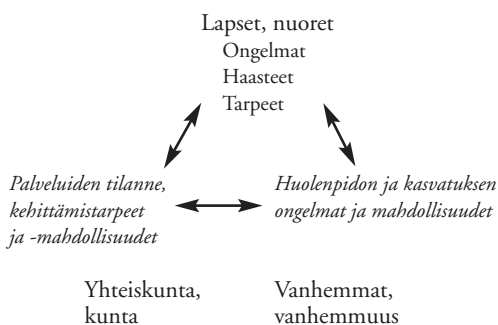 Lapset, nuoret
Ongelmat
Haasteet
Tarpeet
Palveluiden tilanne,
kehittämistarpeet
ja -mahdollisuudet
Huolenpidon ja kasvatuksen
ongelmat ja mahdollisuudet
Yhteiskunta,
kunta
Vanhemmat,
vanhemmuus